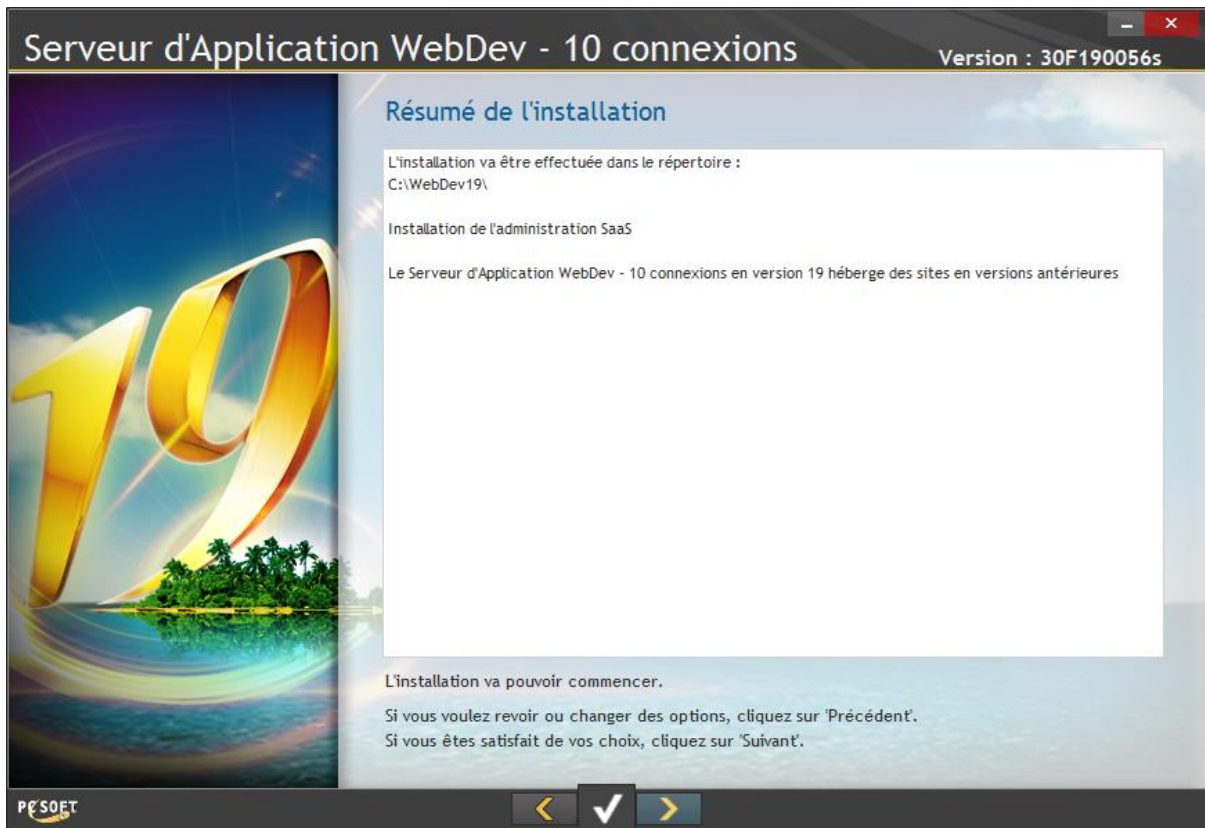 Serveur d'Application WebDev - 10 connexions
Version : 30F190056s
Résumé de l'installation
L'installation va être effectuée dans le répertoire :
C:\WebDev19\
Installation de l'administration SaaS
Le Serveur d'Application WebDev - 10 connexions en version 19 héberge des sites en versions antérieures
19
L'installation va pouvoir commencer.
Si vous voulez revoir ou changer des options, cliquez sur 'Précédent'.
Si vous êtes satisfait de vos choix, cliquez sur 'Suivant'.
PC SOFT